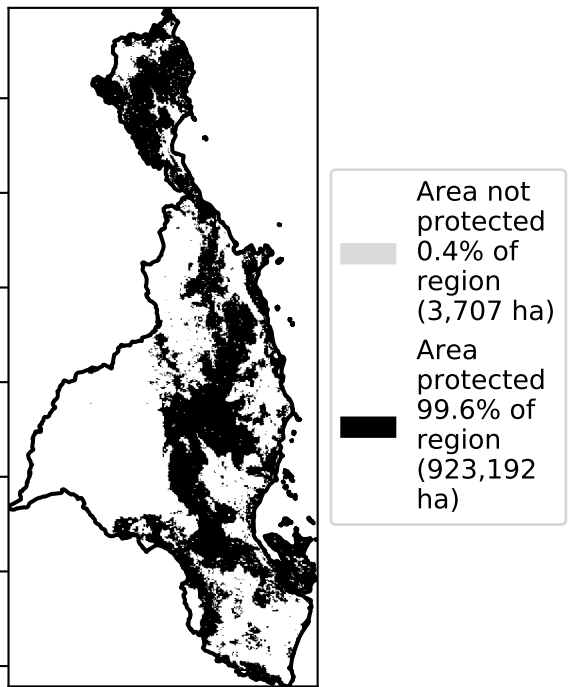 Area not
protected
0.4% of
region
(3,707 ha)
Area
protected
99.6% of
region
(923,192
ha)